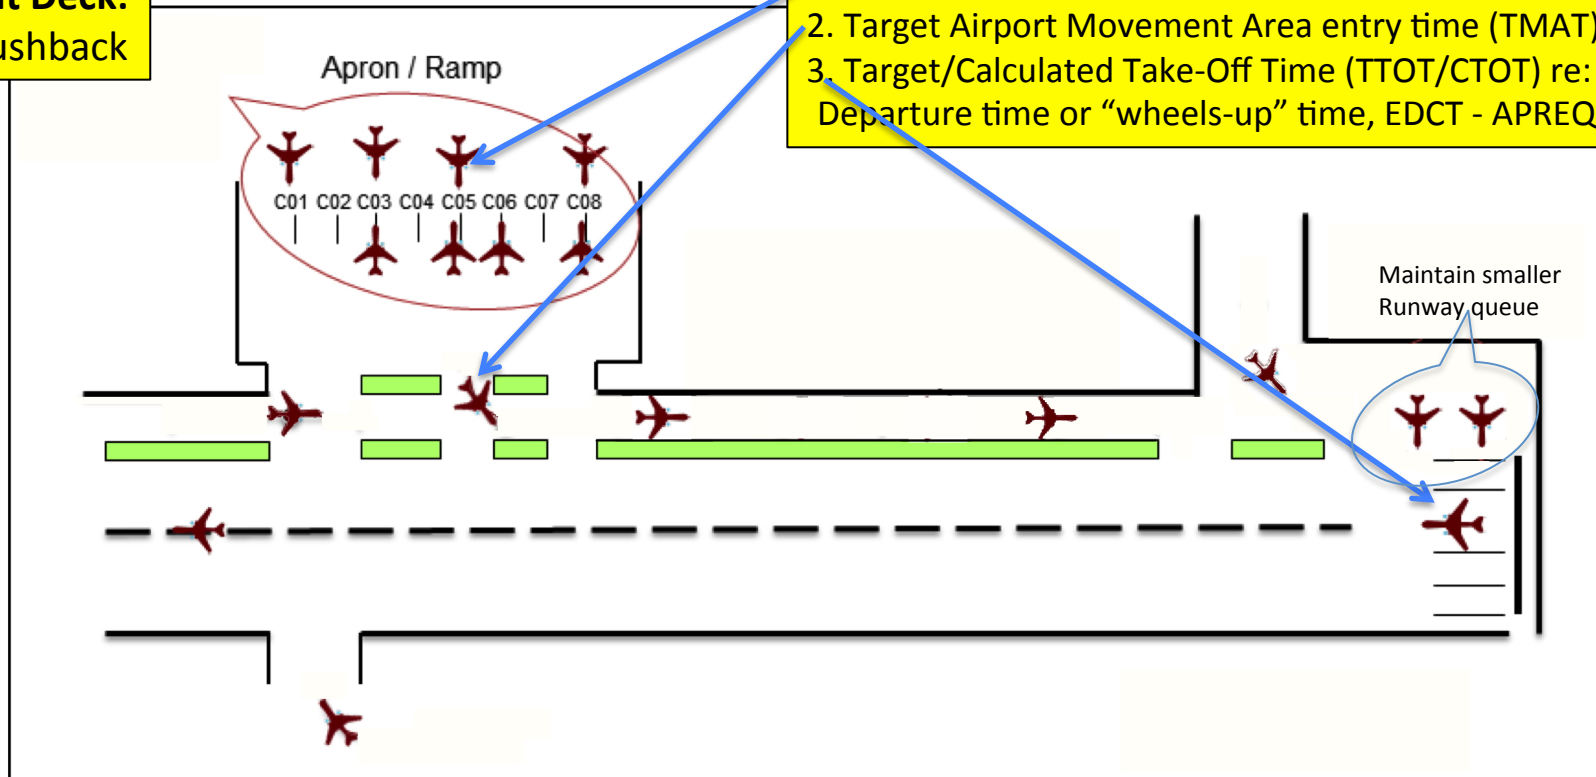 t Deck:
ushback
2. Target Airport Movement Area entry time (TMAT)
3. Target/Calculated Take-Off Time (TTOT/CTOT) re:
Departure time or “wheels-up” time, EDCT - APREQ
Apron / Ramp
C01 C02 C03 C04 C05 C06 C07 C08
Maintain smaller
Runway queue